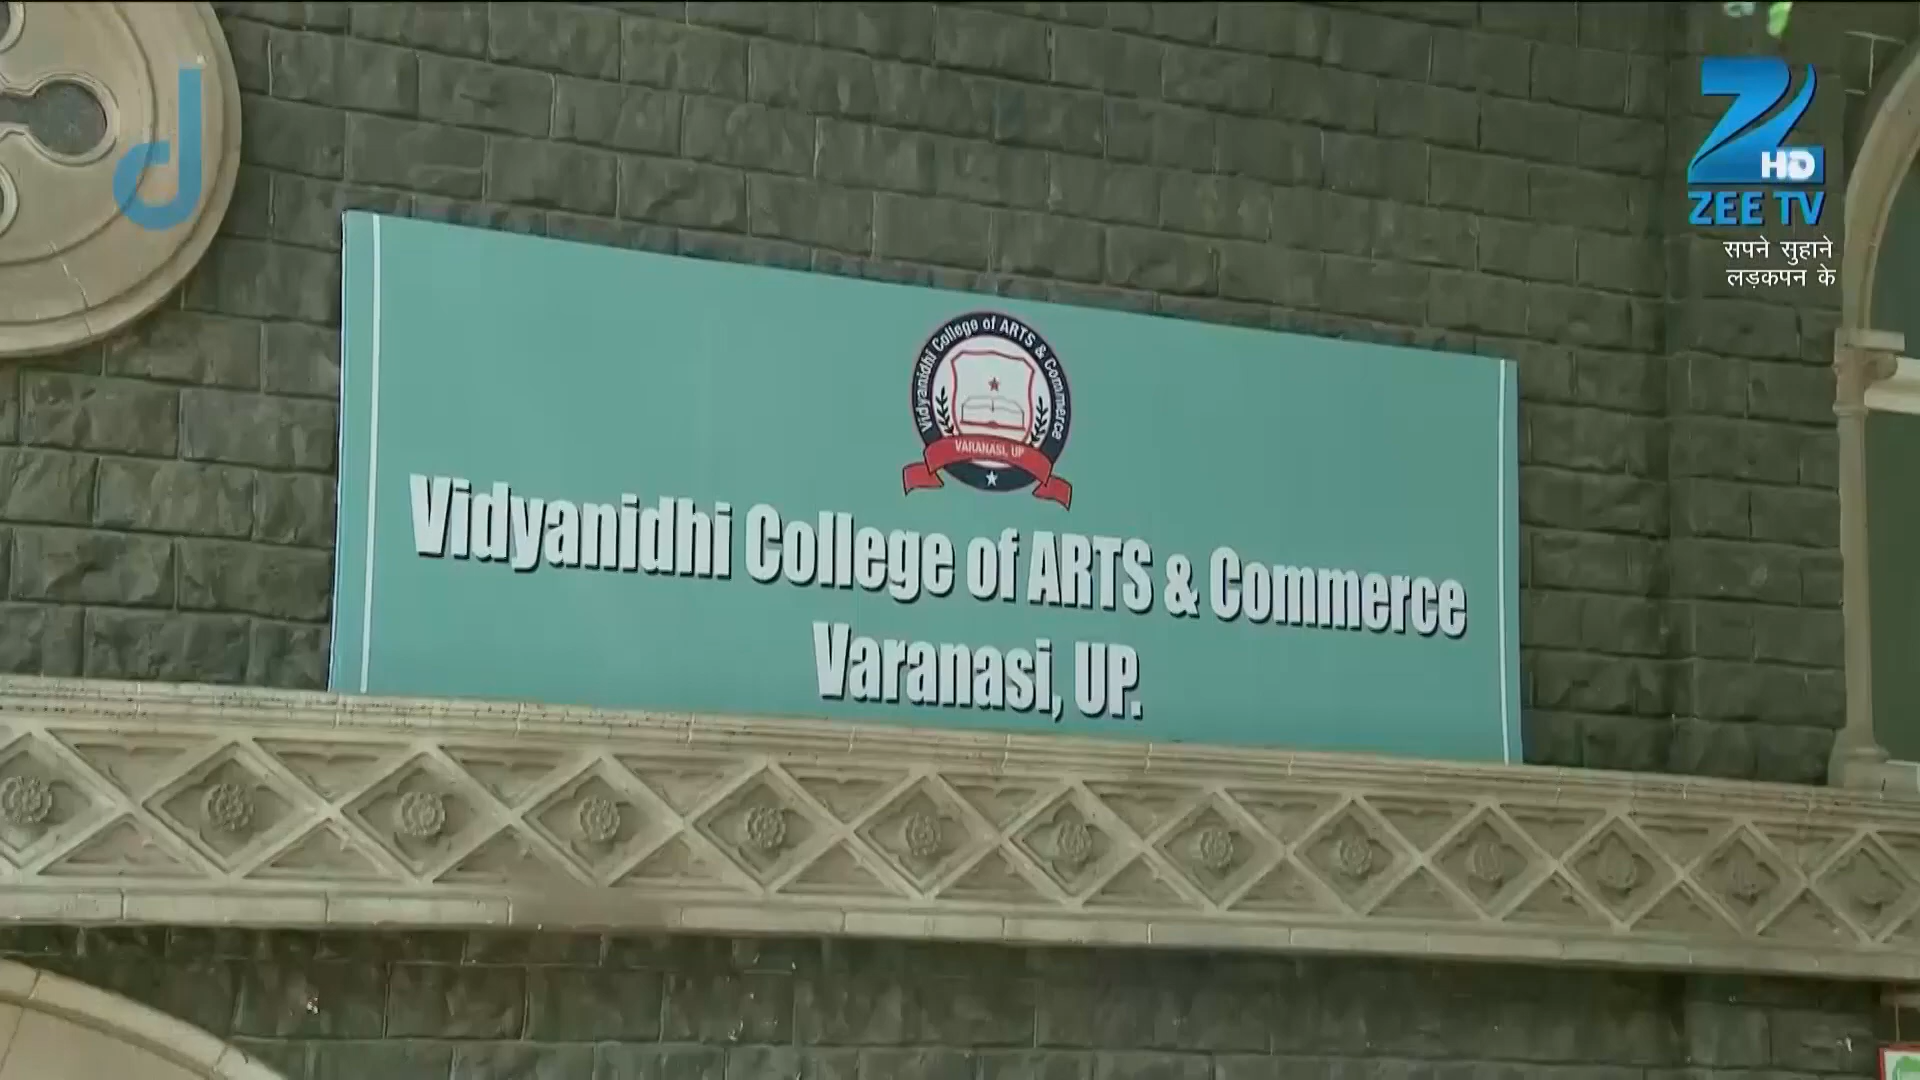 HD
ZEE TV
सपने सुहाने
लड़कपन के
Vidyanidhi College of ARTS & Commerce
VARANASI, UP
Vidyanidhi College of ARTS & Commerce
Varanasi, UP.